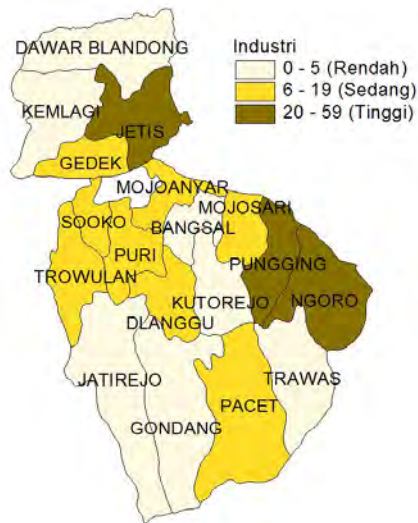 Industri
0 - 5 (Rendah)
6 - 19 (Sedang)
20 - 59 (Tinggi)
DAWAR BLANDONG
KEMLAGI
JETIS
GEDEK
MOJOANYAR
SOOKO
MOJOSARI
BANGSAL
PURI
TROWULAN
PUNGGING
KUTOREJO
NGORO
DLANGGU
JATIREJO
TRAWAS
PACET
GONDANG